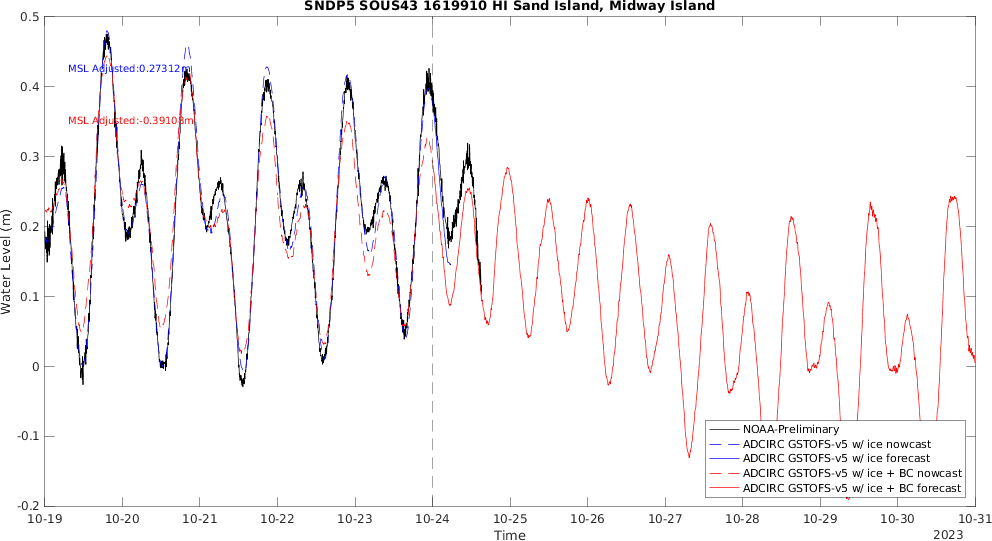 SNDP5 SOUS43 1619910 HI Sand Island, Midway Island
0.5
0.4
0.3
0.2
0.1
0
-0.1
-0.2
Water Level (m)
MSL Adjusted:0.27312m
MSL Adjusted:-0.39108m
NOAA-Preliminary
ADCIRC GSTOFS-v5 w/ ice nowcast
ADCIRC GSTOFS-v5 w/ ice forecast
ADCIRC GSTOFS-v5 w/ ice + BC nowcast
ADCIRC GSTOFS-v5 w/ ice + BC forecast
10-19 10-20 10-21 10-22 10-23 10-24 10-25 10-26 10-27 10-28 10-29 10-30 10-31
Time
2023